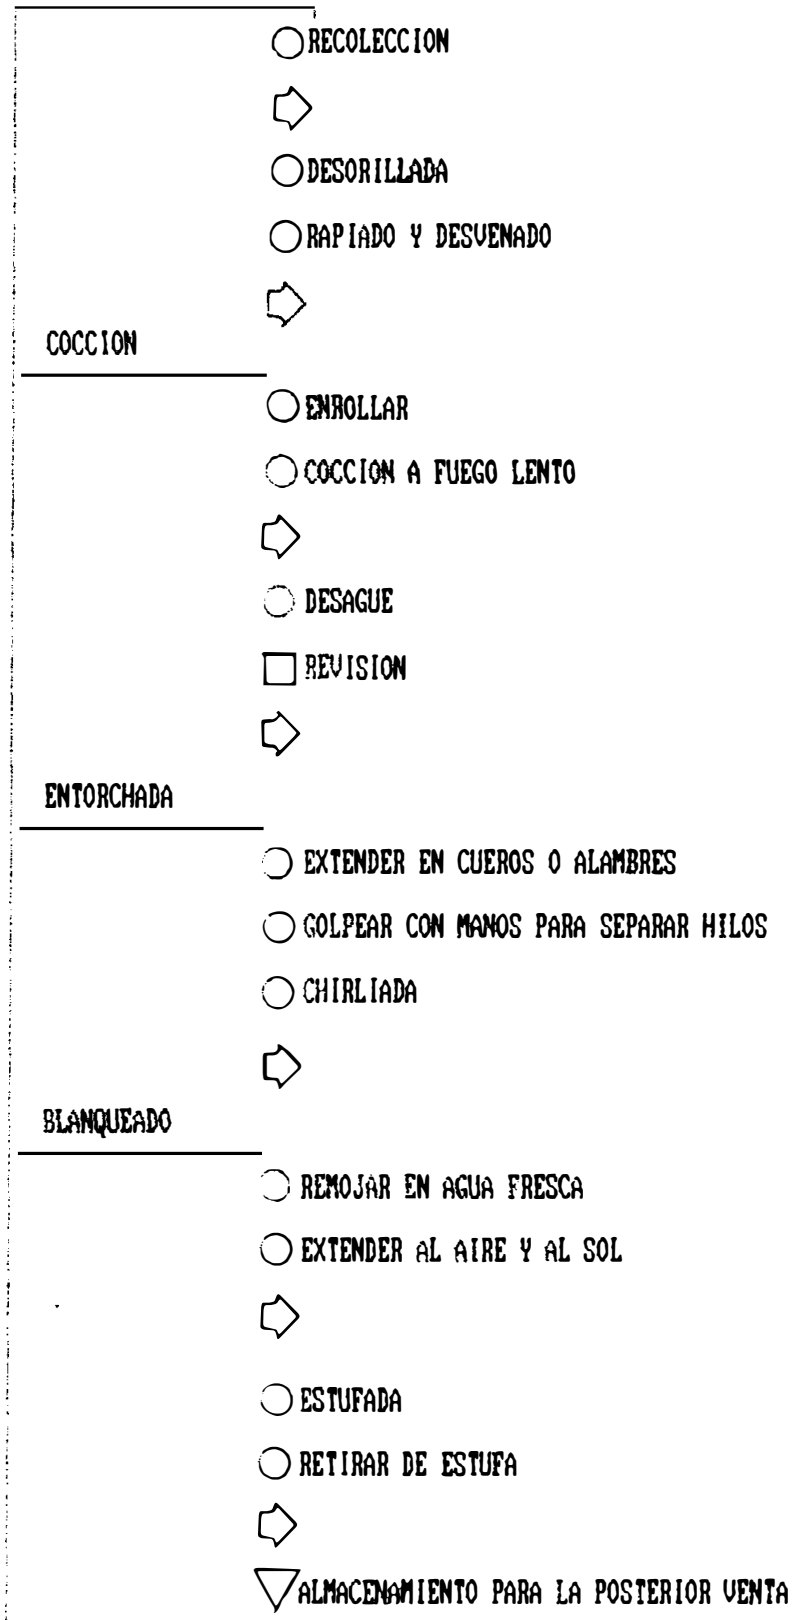 RECOLECCION
DESORILLADA
RAPIADO Y DESVENADO
COCCION
ENROLLAR
COCCION A FUEGO LENTO
DESAGUE
REVISION
ENTORCHADA
EXTENDER EN CUEROS O ALAMBRES
GOLPEAR CON MANOS PARA SEPARAR HILOS
CHIRLIADA
BLANQUEADO
REMOJAR EN AGUA FRESCA
EXTENDER AL AIRE Y AL SOL
ESTUFADA
RETIRAR DE ESTUFA
ALMACENAMIENTO PARA LA POSTERIOR VENTA